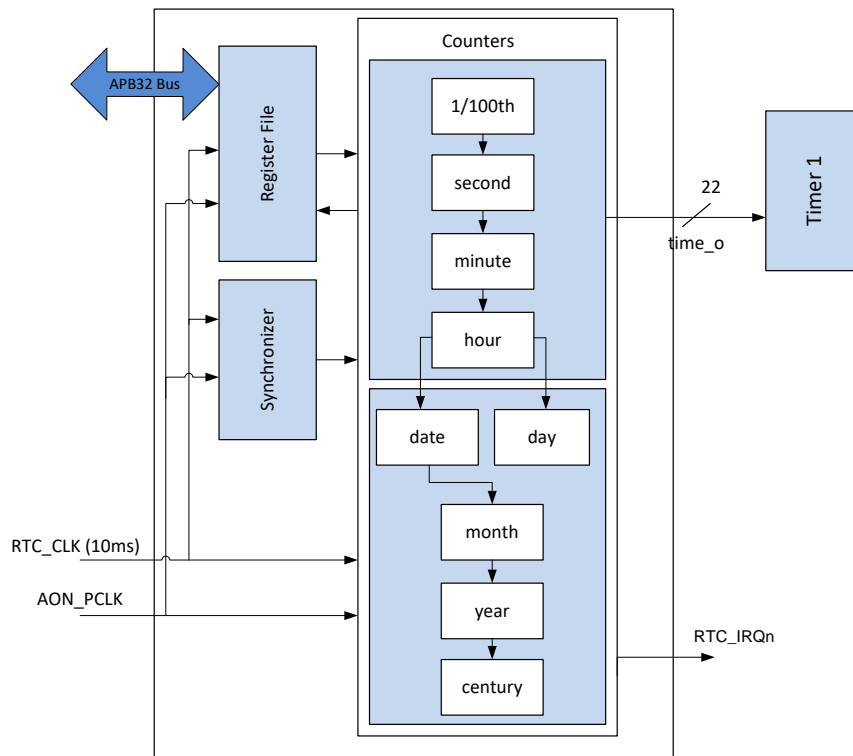 Counters
APB32 Bus
Register File
1/100th
second
minute
hour
22
time_o
Timer 1
Synchronizer
date
day
month
year
century
RTC_CLK (10ms)
AON_PCLK
RTC_IRQn